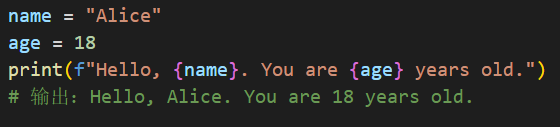 name = "Alice"
age = 18
print(f"Hello, {name}. You are {age} years old.")
# 输出：Hello, Alice. You are 18 years old.